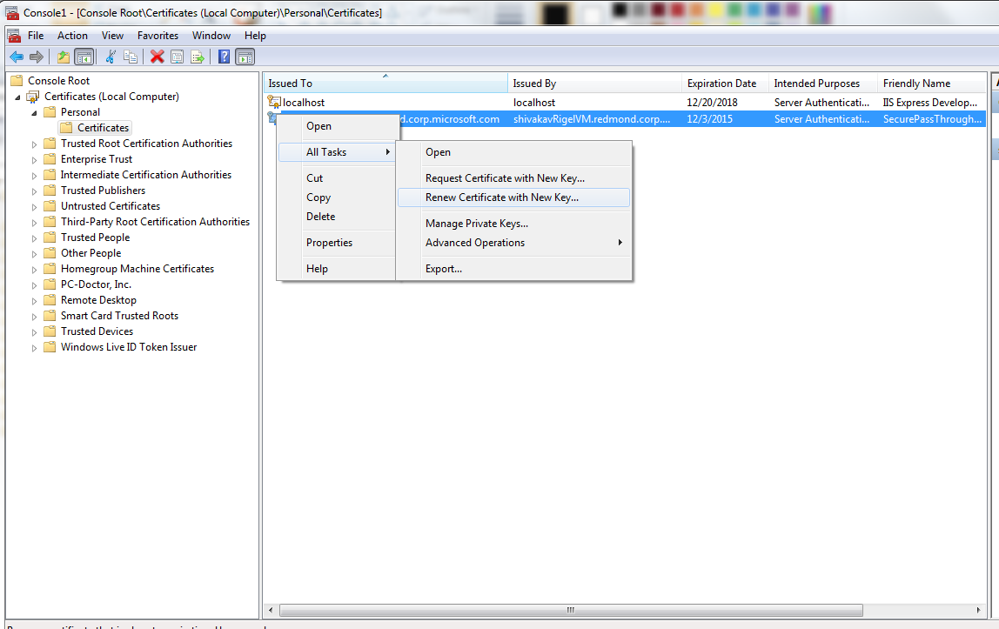 Console1 - [Console Root\Certificates (Local Computer)\Personal\Certificates]
File Action View Favorites Window Help
Console Root
Certificates (Local Computer)
Personal
Certificates
Trusted Root Certification Authorities
Enterprise Trust
Intermediate Certification Authorities
Trusted Publishers
Untrusted Certificates
Third-Party Root Certification Authorities
Trusted People
Other People
Homegroup Machine Certificates
PC-Doctor, Inc.
Remote Desktop
Smart Card Trusted Roots
Trusted Devices
Windows Live ID Token Issuer
Issued To Issued By Expiration Date Intended Purposes Friendly Name
localhost localhost 12/20/2018 Server Authenticati... IIS Express Develop...
d.corp.microsoft.com shivakavRigelVM.redmond.corp.... 12/3/2015 Server Authenticati... SecurePassThrough...
Open
All Tasks
Cut
Copy
Delete
Properties
Help
Open
Request Certificate with New Key...
Renew Certificate with New Key...
Manage Private Keys...
Advanced Operations
Export...